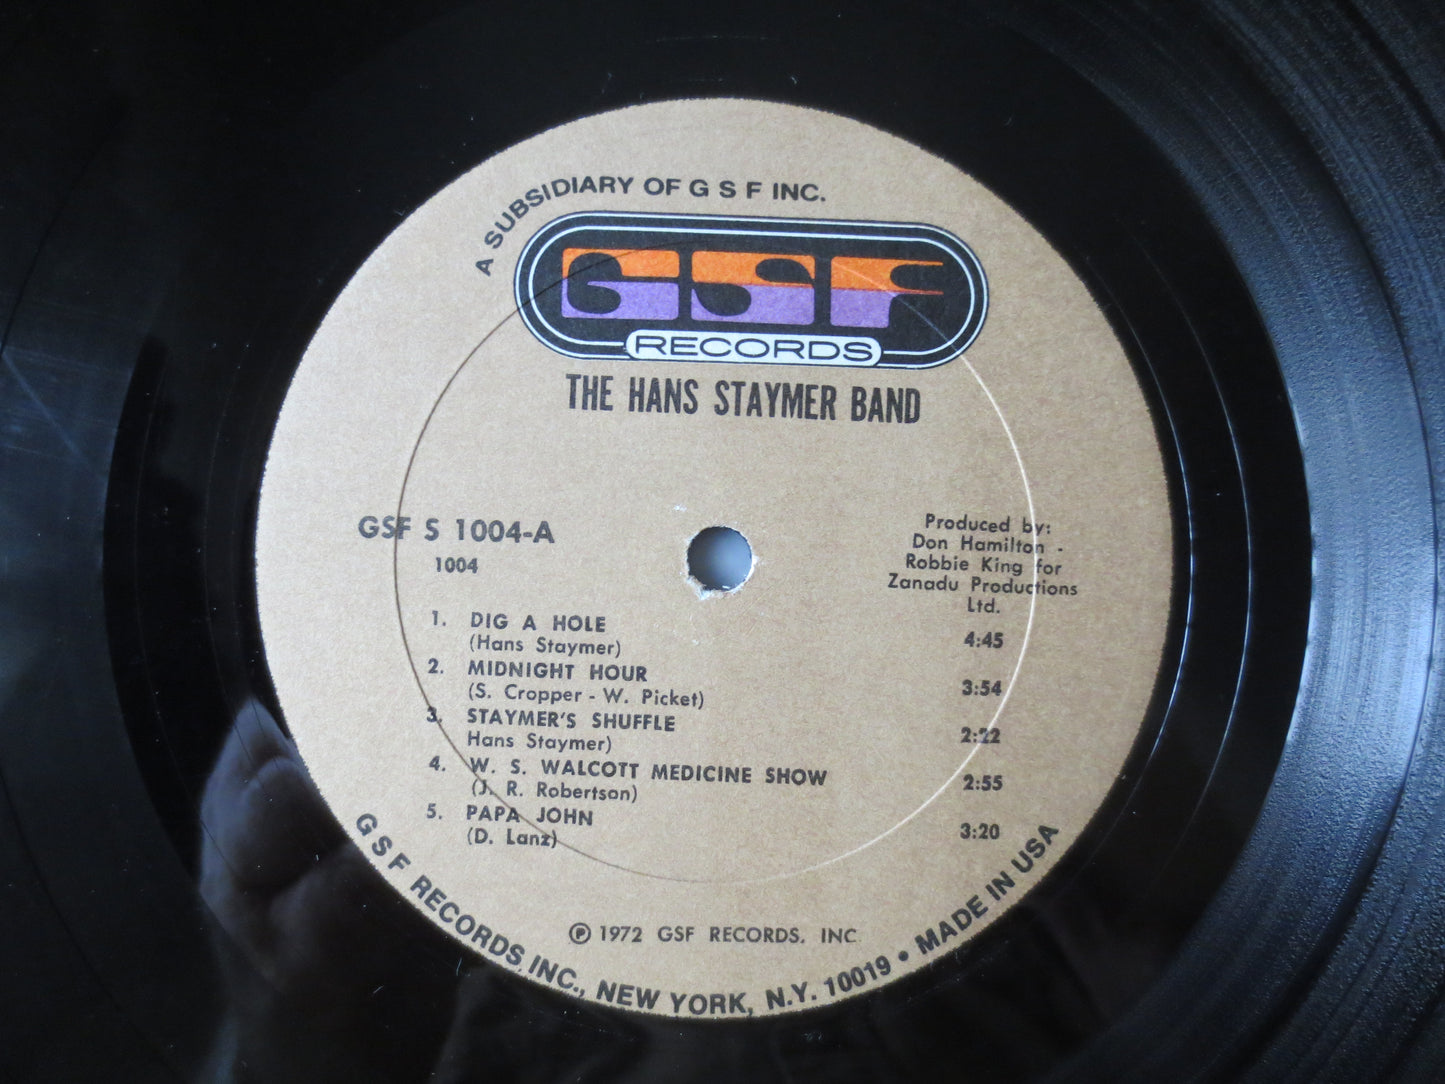 A SUBSIDIARY OF G S F INC.
GSF
RECORDS
THE HANS STAYMER BAND
GSF S 1004-A
1004
Produced by:
Don Hamilton -
Robbie King for
Zanadu Productions
Ltd.
1. DIG A HOLE 4:45
(Hans Staymer)
2. MIDNIGHT HOUR 3:54
(S. Cropper - W. Picket)
3. STAYMER'S SHUFFLE 2:22
Hans Staymer)
4. W. S. WALCOTT MEDICINE SHOW 2:55
(J. R. Robertson)
5. PAPA JOHN 3:20
(D. Lanz)
℗ 1972 GSF RECORDS, INC
GSF RECORDS, INC., NEW YORK, N.Y. 10019 • MADE IN USA